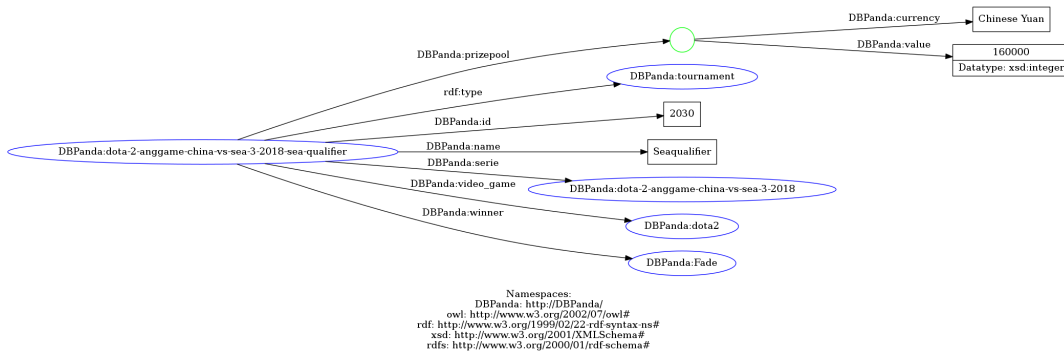 DBPanda:currency
Chinese Yuan
DBPanda:prizepool
DBPanda:value
160000
Datatype: xsd:integer
rdf:type
DBPanda:tournament
DBPanda:id
2030
DBPanda:dota-2-anggame-china-vs-sea-3-2018-sea-qualifier
DBPanda:name
Seaqualifier
DBPanda:serie
DBPanda:dota-2-anggame-china-vs-sea-3-2018
DBPanda:video_game
DBPanda:dota2
DBPanda:winner
DBPanda:Fade
Namespaces:
DBPanda: http://DBPanda/
owl: http://www.w3.org/2002/07/owl#
rdf: http://www.w3.org/1999/02/22-rdf-syntax-ns#
xsd: http://www.w3.org/2001/XMLSchema#
rdfs: http://www.w3.org/2000/01/rdf-schema#